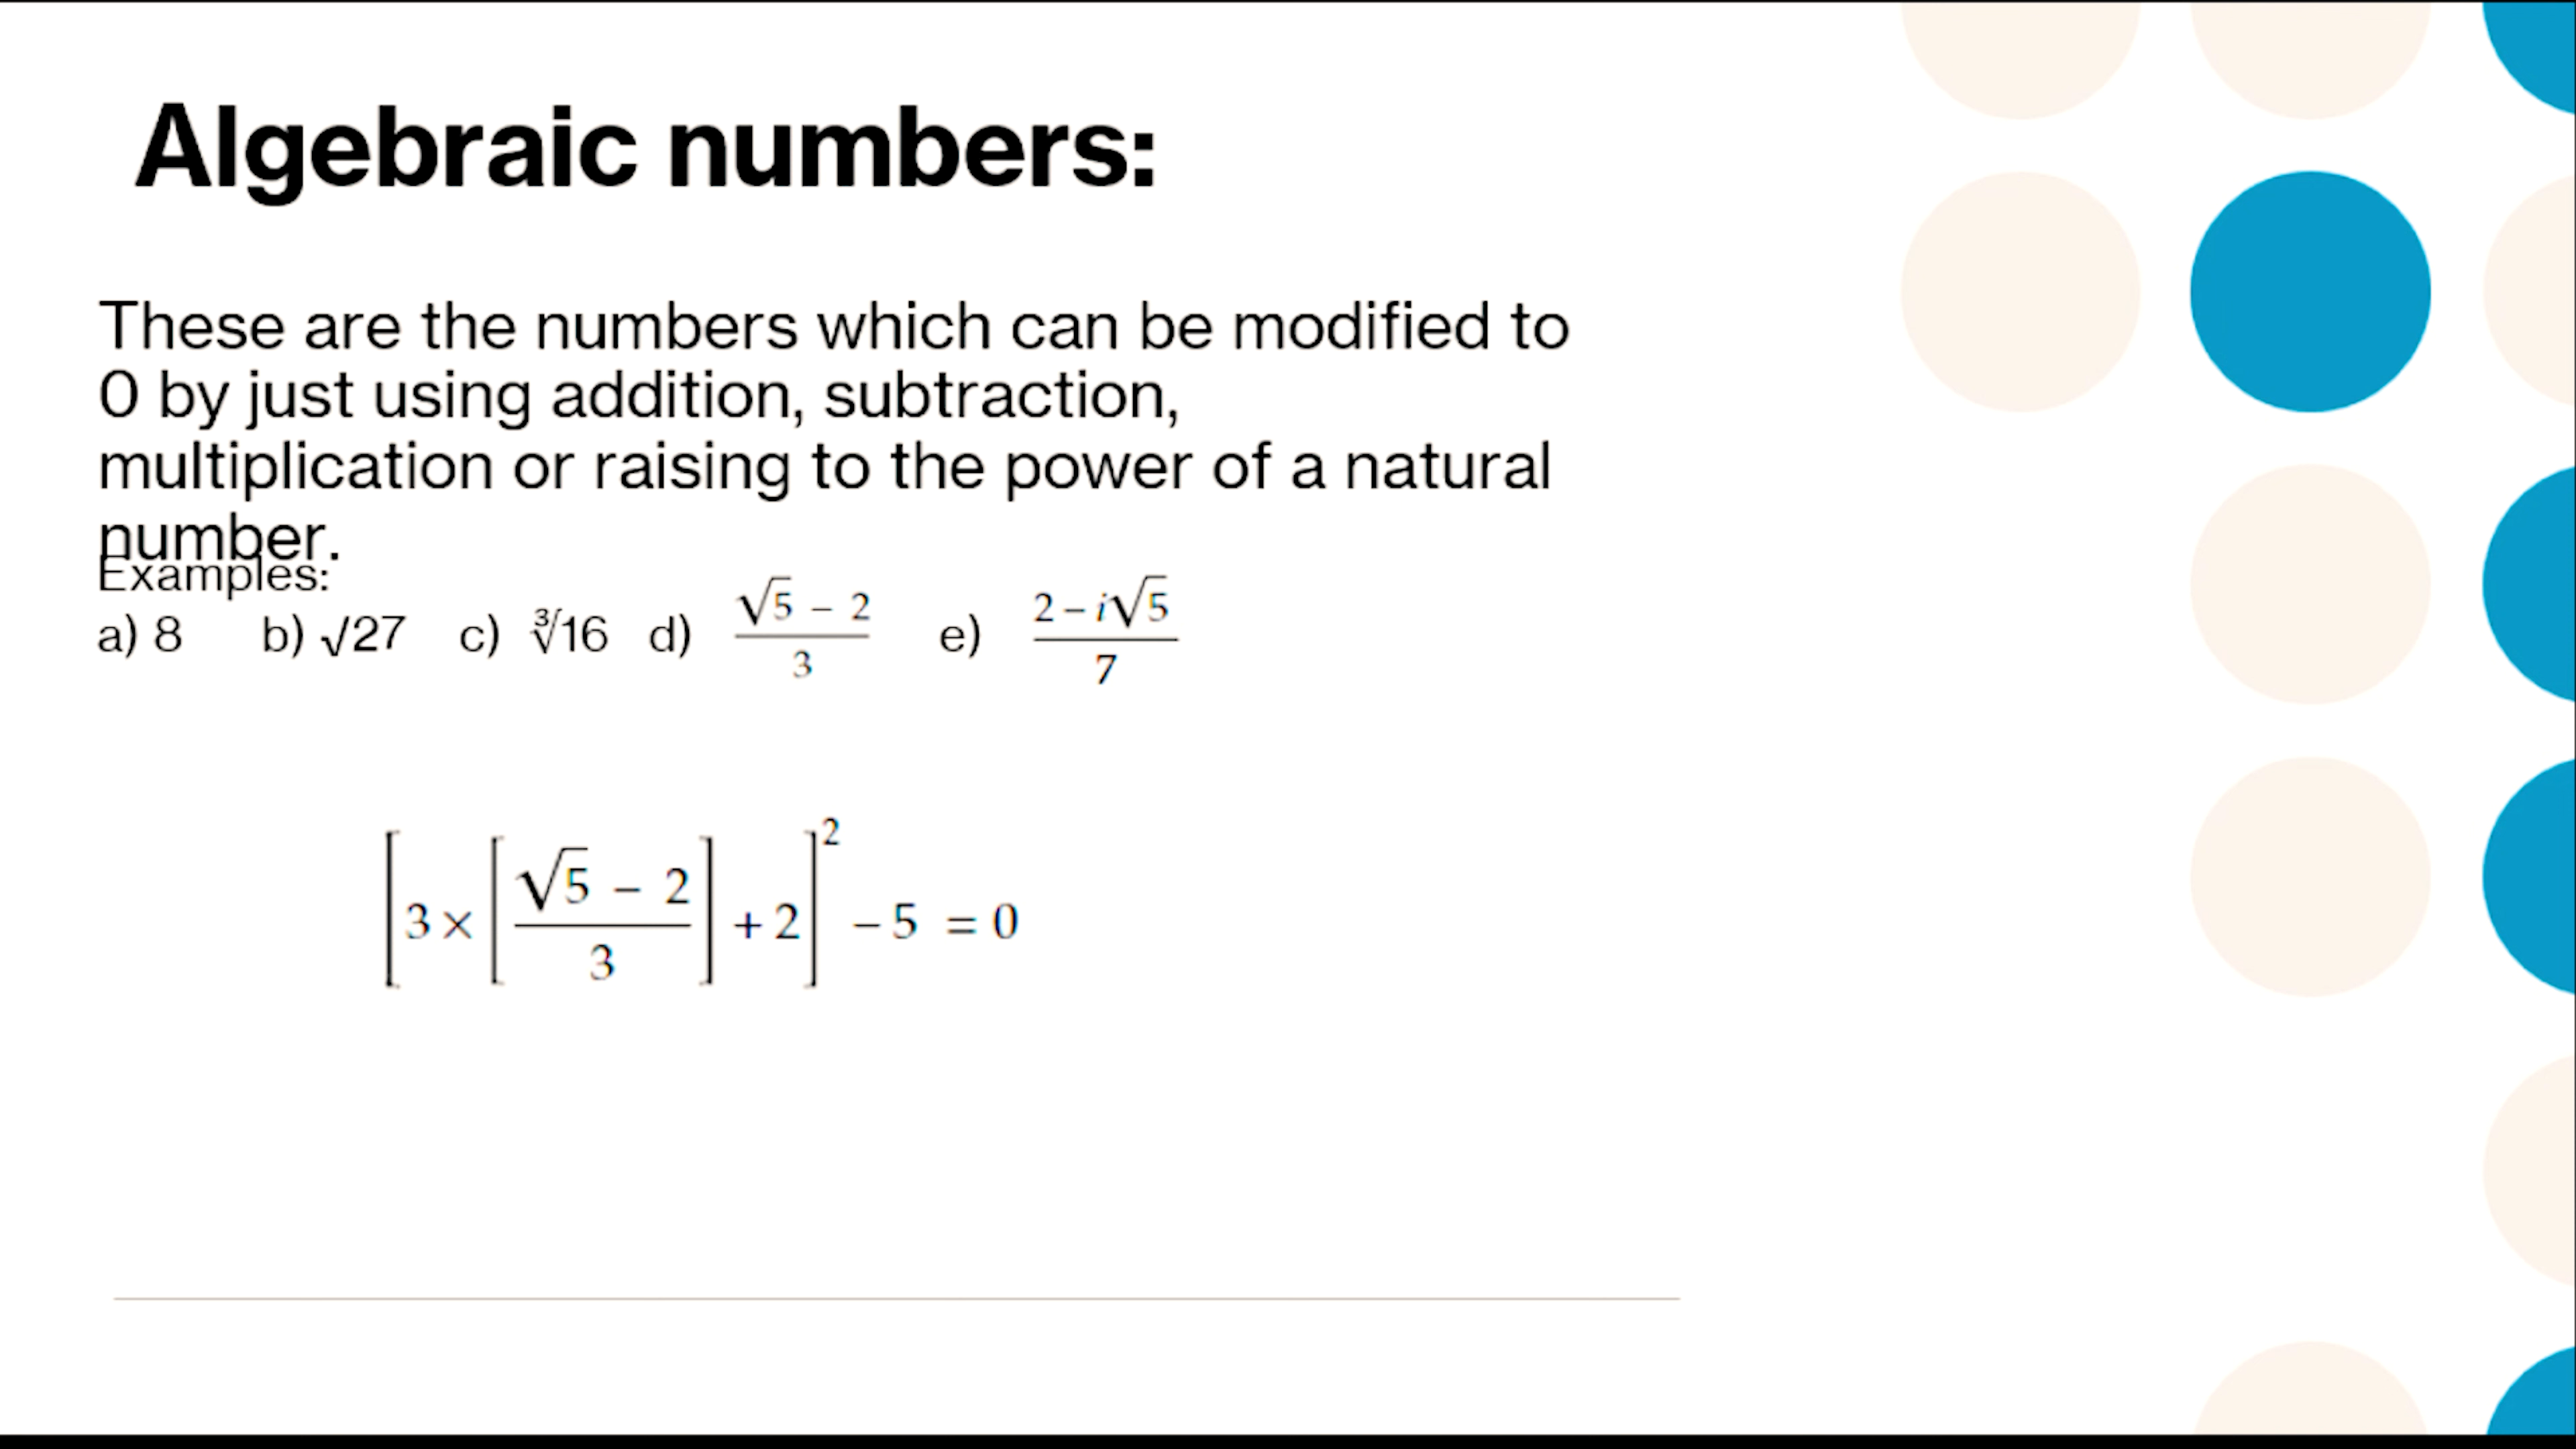 Algebraic numbers:
These are the numbers which can be modified to
0 by just using addition, subtraction,
multiplication or raising to the power of a natural
number.
Examples:
a) 8 b) √27 c) ∛16 d) (√5 – 2)/3 e) (2 – i√5)/7
[3 × [(√5 – 2)/3] + 2]² – 5 = 0